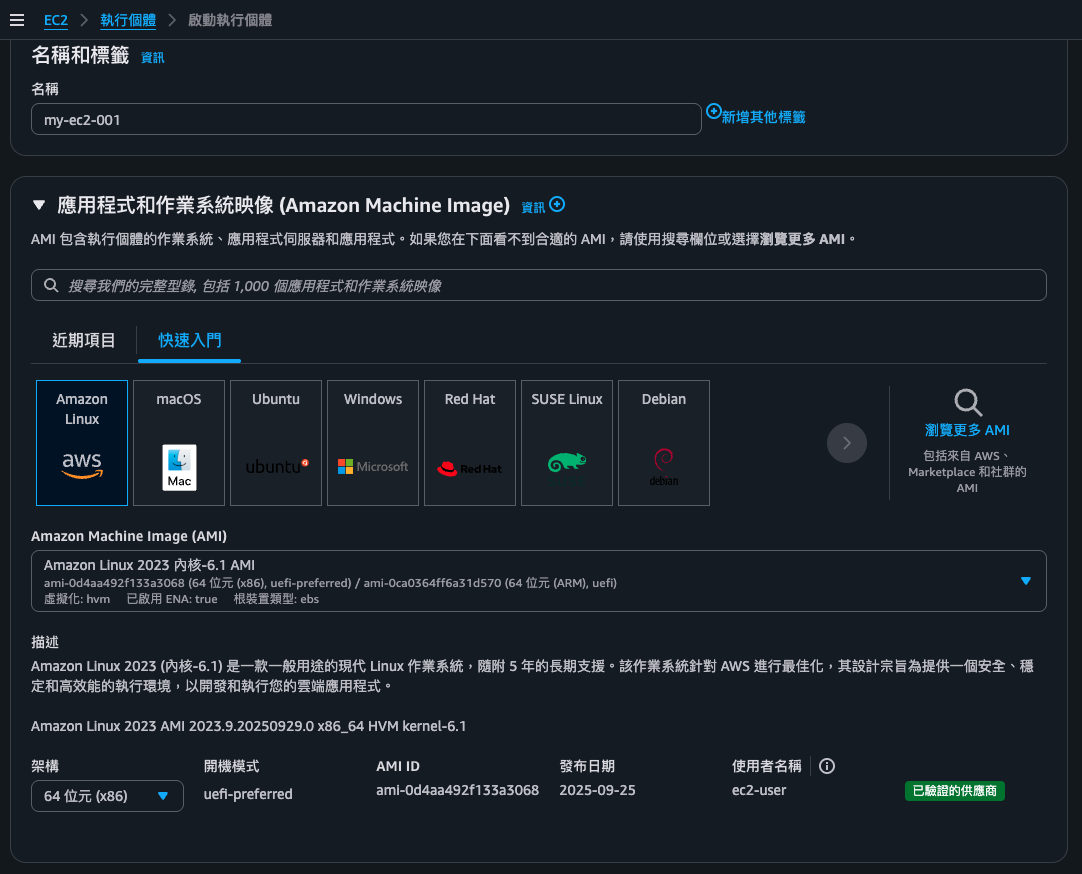 EC2 > 執行個體 > 啟動執行個體
名稱和標籤 資訊
名稱
my-ec2-001
新增其他標籤
應用程式和作業系統映像 (Amazon Machine Image) 資訊
AMI 包含執行個體的作業系統、應用程式伺服器和應用程式。如果您在下面看不到合適的 AMI，請使用搜尋欄位或選擇瀏覽更多 AMI。
搜尋我們的完整型錄, 包括 1,000 個應用程式和作業系統映像
近期項目
快速入門
Amazon
Linux
aws
macOS
Mac
Ubuntu
ubuntu
Windows
Microsoft
Red Hat
Red Hat
SUSE Linux
Debian
debian
瀏覽更多 AMI
包括來自 AWS、
Marketplace 和社群的
AMI
Amazon Machine Image (AMI)
Amazon Linux 2023 內核-6.1 AMI
ami-0d4aa492f133a3068 (64 位元 (x86), uefi-preferred) / ami-0ca0364ff6a31d570 (64 位元 (ARM), uefi)
虛擬化: hvm 已啟用 ENA: true 根裝置類型: ebs
描述
Amazon Linux 2023 (內核-6.1) 是一款一般用途的現代 Linux 作業系統，隨附 5 年的長期支援。該作業系統針對 AWS 進行最佳化，其設計宗旨為提供一個安全、穩
定和高效能的執行環境，以開發和執行您的雲端應用程式。
Amazon Linux 2023 AMI 2023.9.20250929.0 x86_64 HVM kernel-6.1
架構
64 位元 (x86)
開機模式
uefi-preferred
AMI ID
ami-0d4aa492f133a3068
發布日期
2025-09-25
使用者名稱
ec2-user
已驗證的供應商